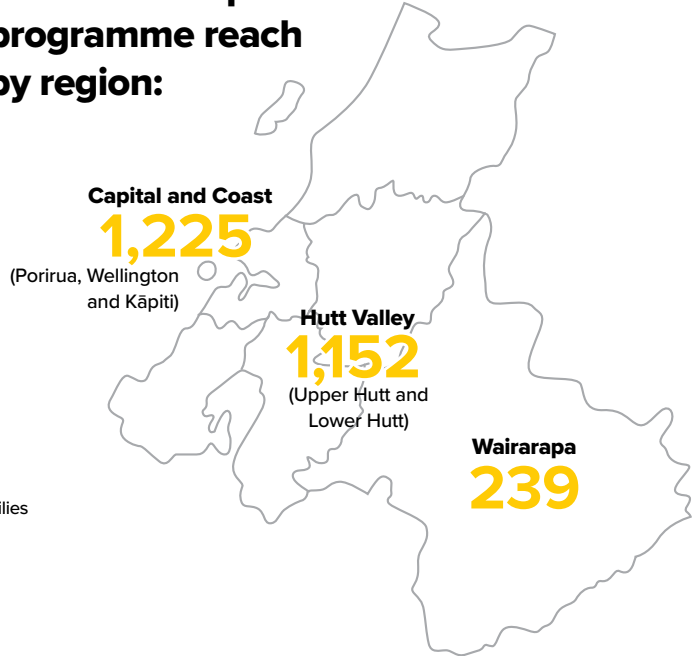 programme reach
by region:
Capital and Coast
1,225
(Porirua, Wellington
and Kāpiti)
Hutt Valley
1,152
(Upper Hutt and
Lower Hutt)
Wairarapa
239